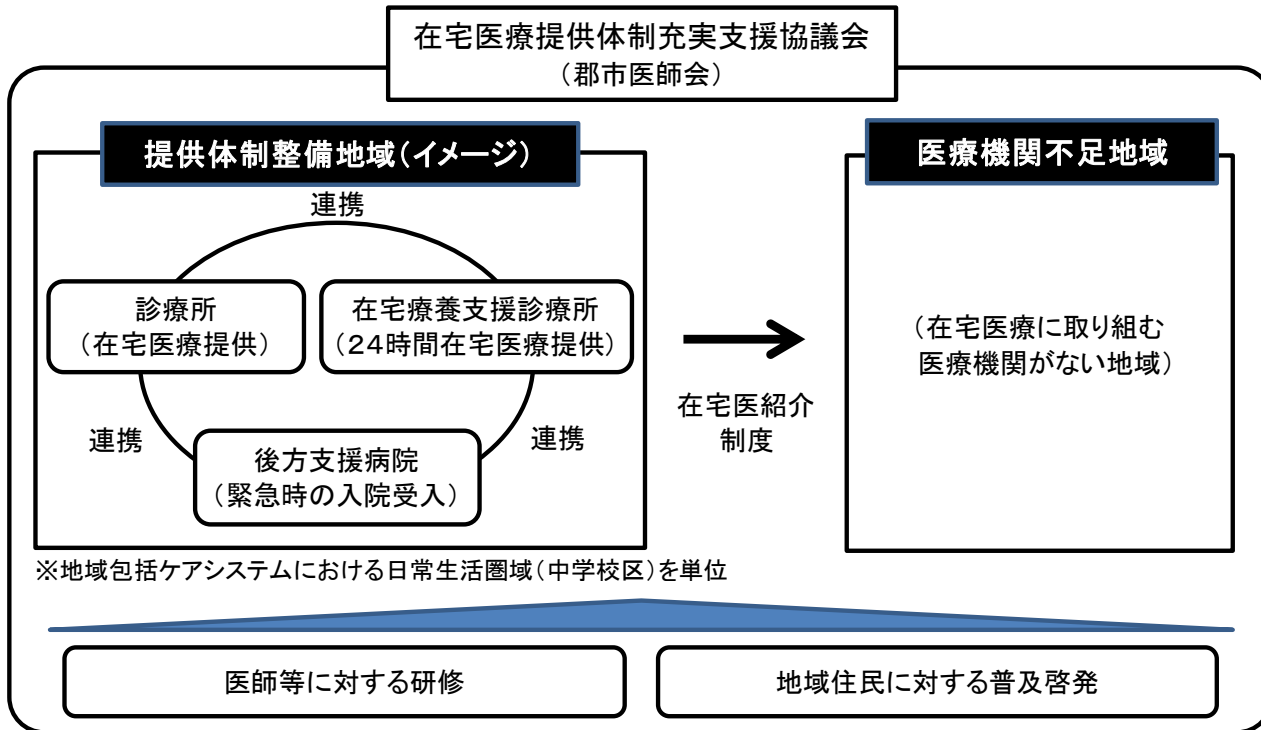 在宅医療提供体制充実支援協議会
（郡市医師会）
提供体制整備地域（イメージ）
連携
診療所
（在宅医療提供）
在宅療養支援診療所
（２４時間在宅医療提供）
連携
連携
後方支援病院
（緊急時の入院受入）
在宅医紹介
制度
医療機関不足地域
（在宅医療に取り組む
医療機関がない地域）
※地域包括ケアシステムにおける日常生活圏域（中学校区）を単位
医師等に対する研修
地域住民に対する普及啓発